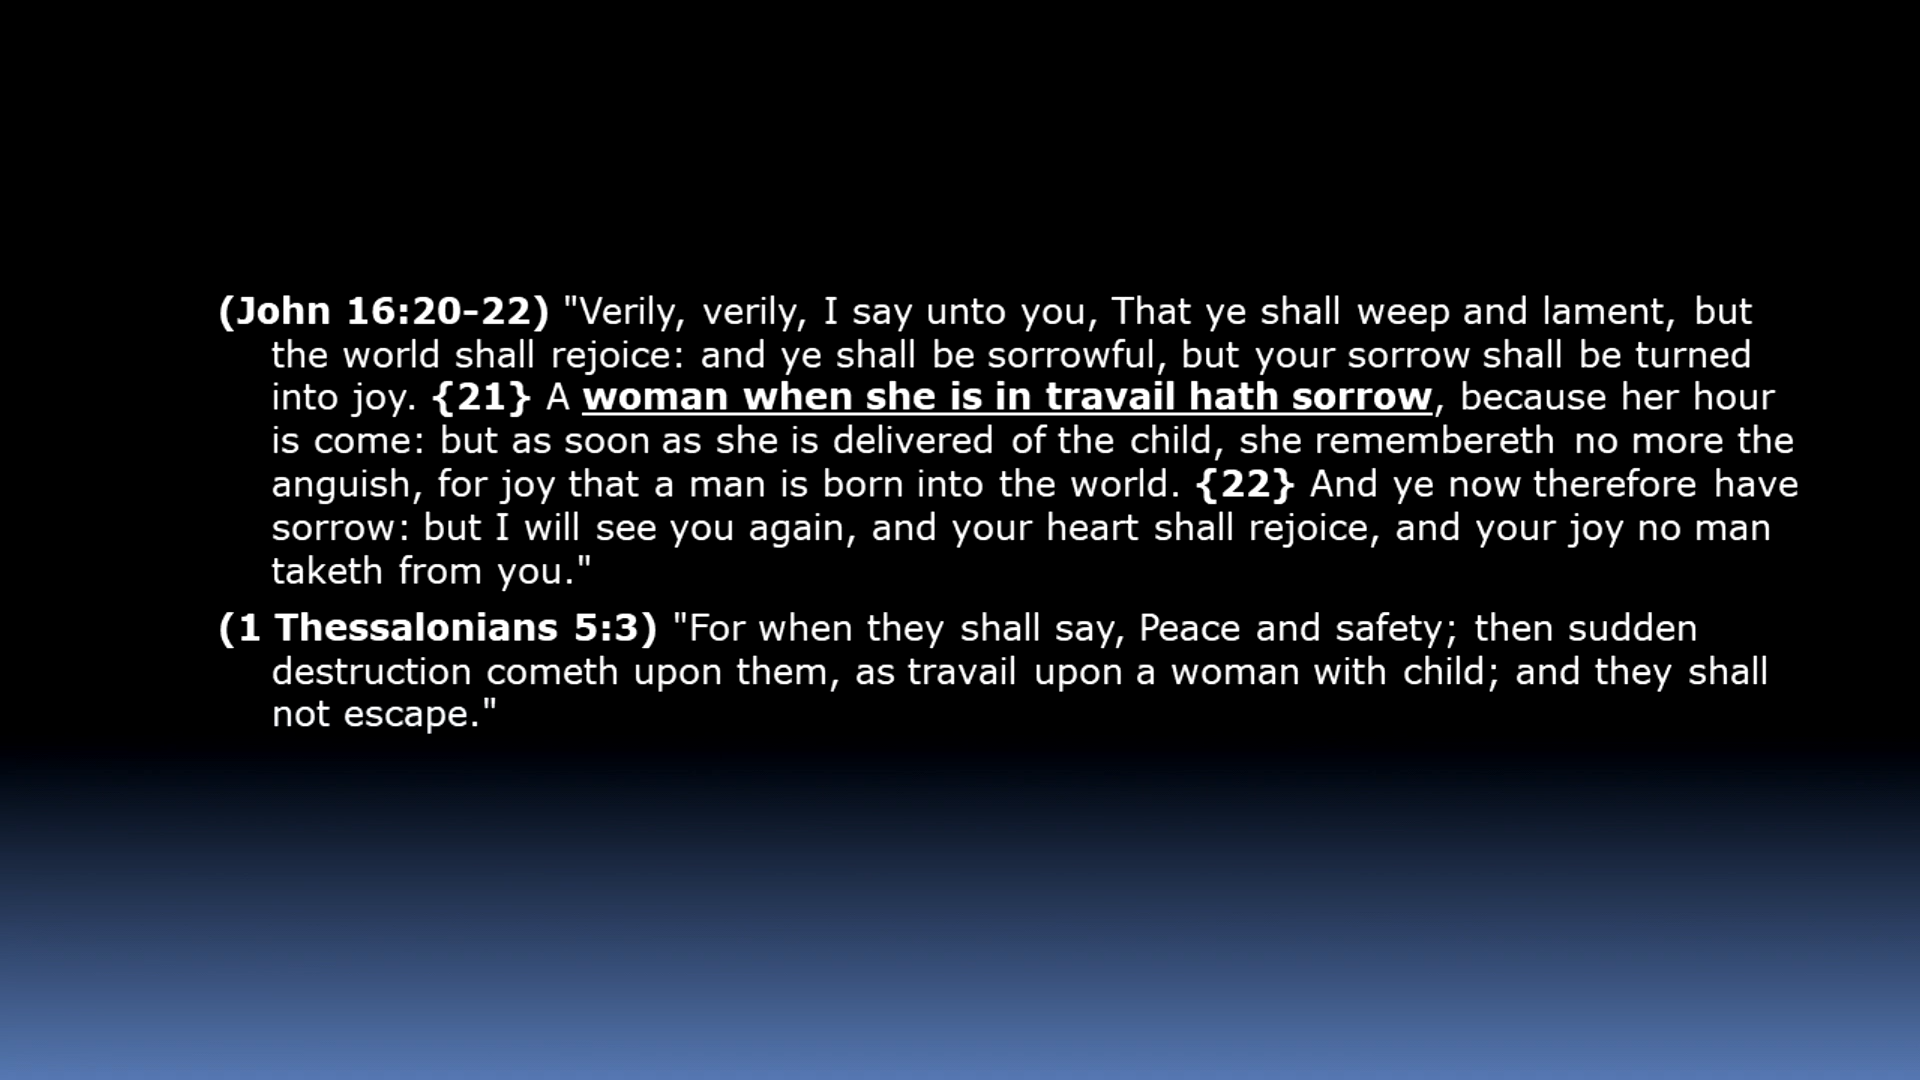 (John 16:20–22) "Verily, verily, I say unto you, That ye shall weep and lament, but
the world shall rejoice: and ye shall be sorrowful, but your sorrow shall be turned
into joy. {21} A woman when she is in travail hath sorrow, because her hour
is come: but as soon as she is delivered of the child, she remembereth no more the
anguish, for joy that a man is born into the world. {22} And ye now therefore have
sorrow: but I will see you again, and your heart shall rejoice, and your joy no man
taketh from you."
(1 Thessalonians 5:3) "For when they shall say, Peace and safety; then sudden
destruction cometh upon them, as travail upon a woman with child; and they shall
not escape."